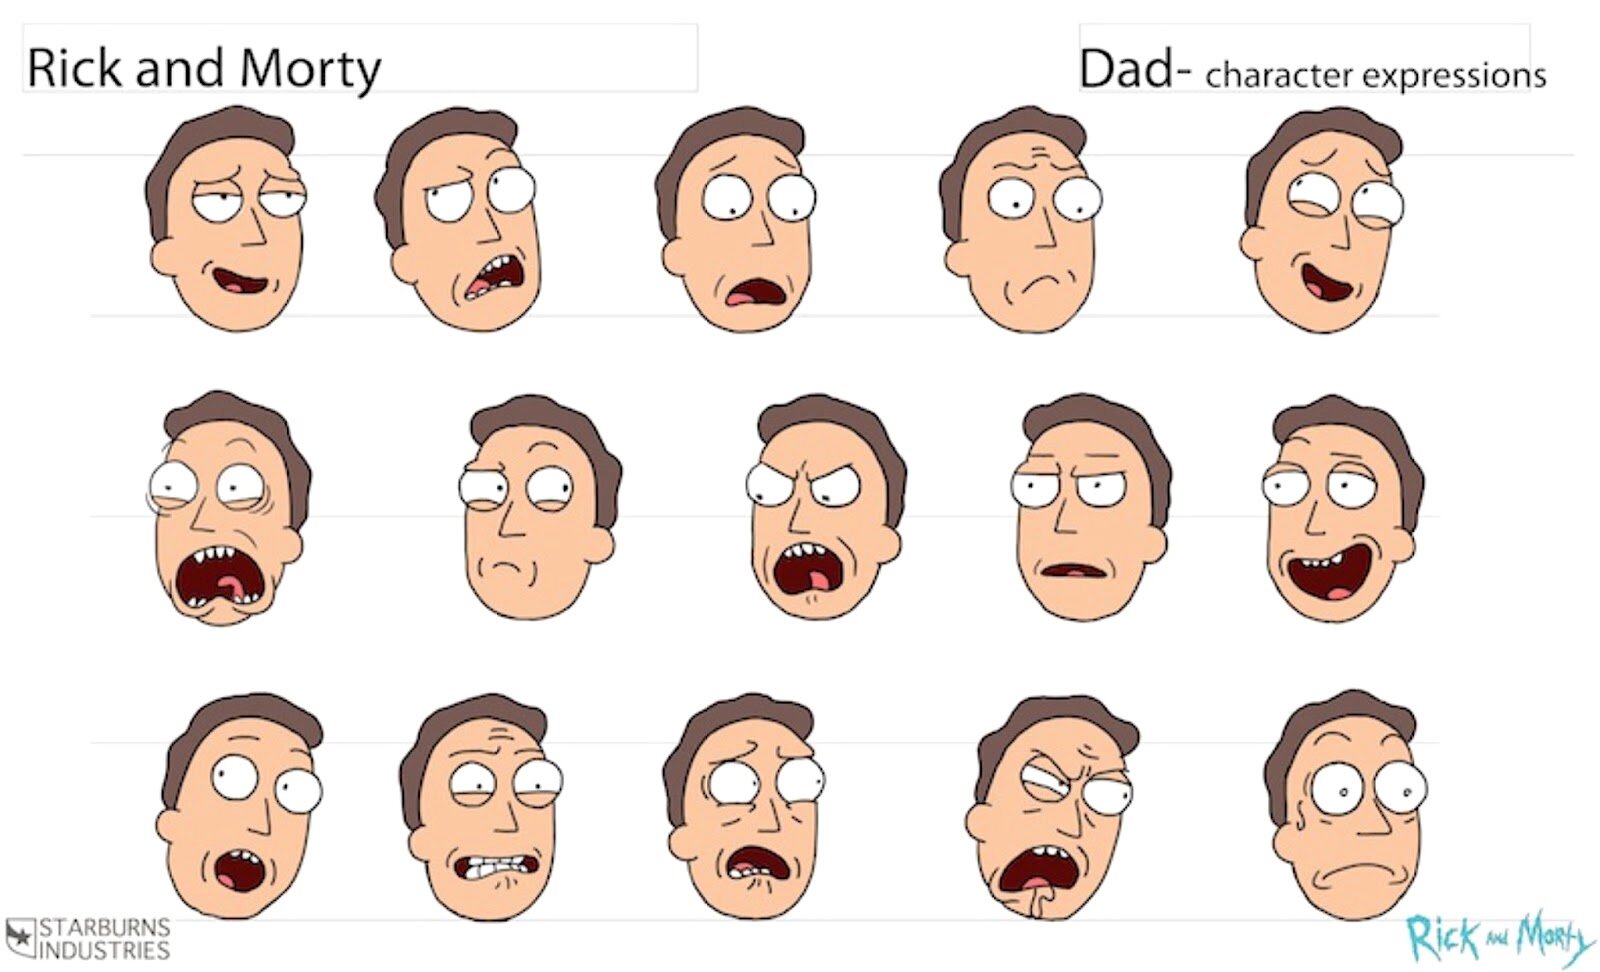 Rick and Morty
Dad- character expressions
STARBURNS
INDUSTRIES
Rick AND Morty